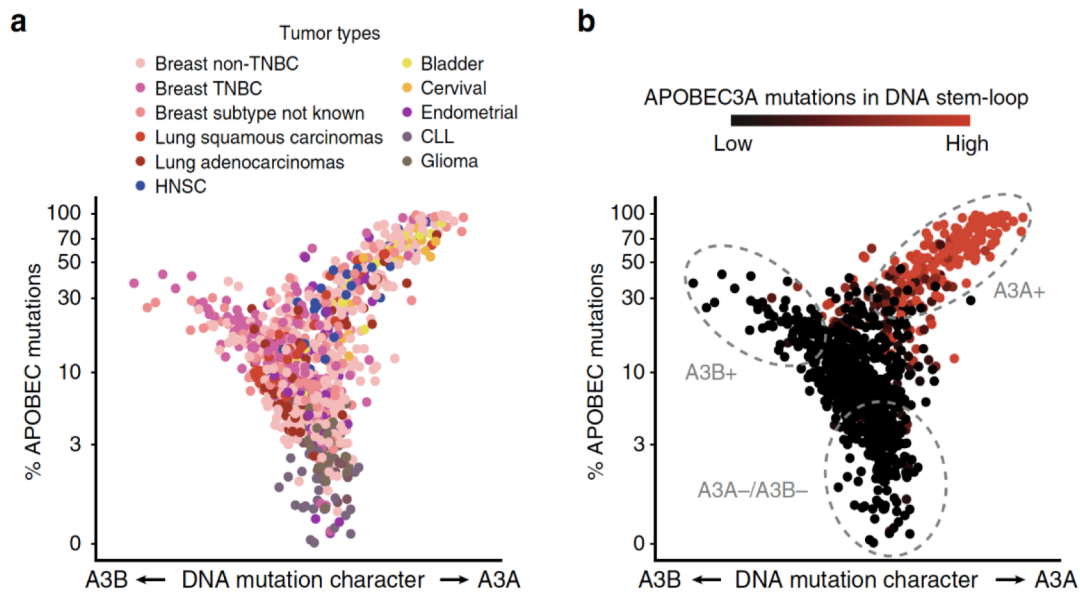 a
Tumor types
Breast non-TNBC
Breast TNBC
Breast subtype not known
Lung squamous carcinomas
Lung adenocarcinomas
HNSC
Bladder
Cervival
Endometrial
CLL
Glioma
% APOBEC mutations
100
70
50
30
10
3
0
A3B ← DNA mutation character → A3A
b
APOBEC3A mutations in DNA stem-loop
Low High
% APOBEC mutations
100
70
50
30
10
3
0
A3A+
A3B+
A3A–/A3B–
A3B ← DNA mutation character → A3A